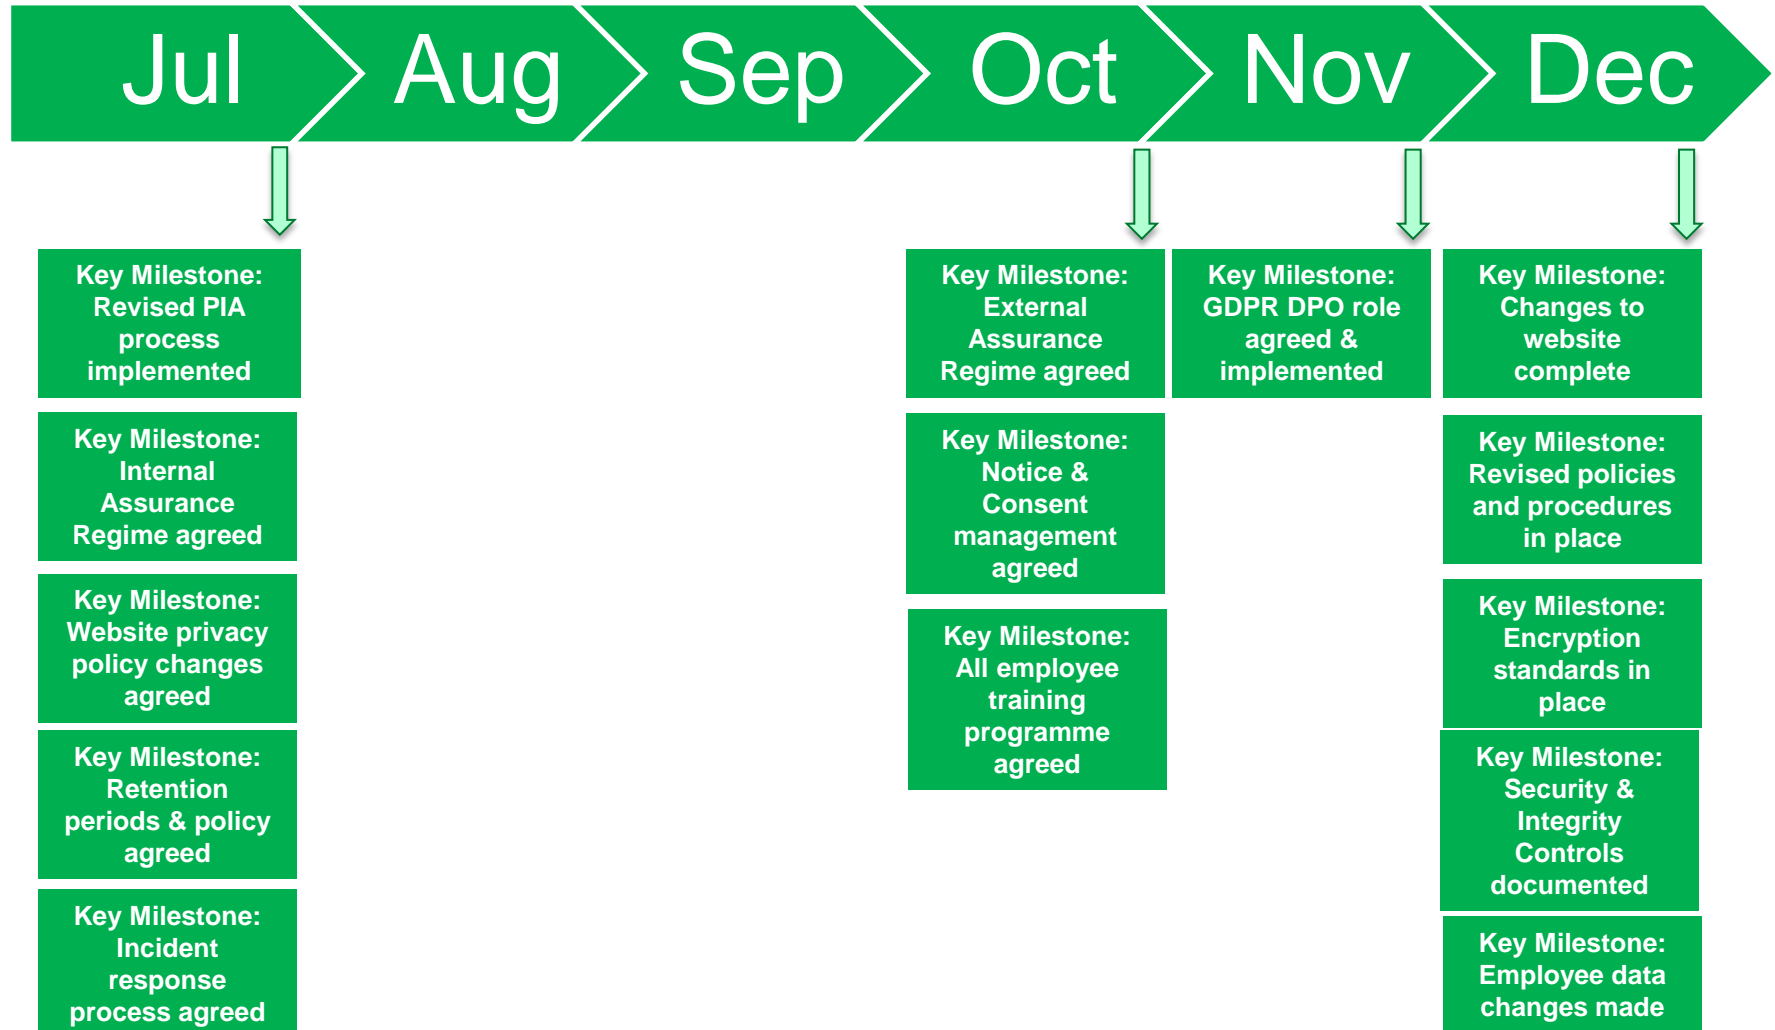 Jul
Aug
Sep
Oct
Nov
Dec
Key Milestone:
Revised PIA
process
implemented
Key Milestone:
Internal
Assurance
Regime agreed
Key Milestone:
Website privacy
policy changes
agreed
Key Milestone:
Retention
periods & policy
agreed
Key Milestone:
Incident
response
process agreed
Key Milestone:
External
Assurance
Regime agreed
Key Milestone:
Notice &
Consent
management
agreed
Key Milestone:
All employee
training
programme
agreed
Key Milestone:
GDPR DPO role
agreed &
implemented
Key Milestone:
Changes to
website
complete
Key Milestone:
Revised policies
and procedures
in place
Key Milestone:
Encryption
standards in
place
Key Milestone:
Security &
Integrity
Controls
documented
Key Milestone:
Employee data
changes made